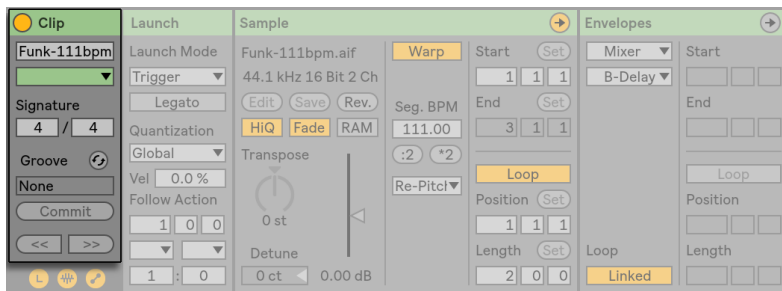 Clip
Funk-111bpm
Signature
4 / 4
Groove
None
Commit
<< >>
L
Launch
Launch Mode
Trigger
Legato
Quantization
Global
Vel 0.0 %
Follow Action
1 0 0
1 : 0
Sample
Funk-111bpm.aif
44.1 kHz 16 Bit 2 Ch
Edit Save Rev.
HiQ Fade RAM
Transpose
0 st
Detune
0 ct 0.00 dB
Warp
Seg. BPM
111.00
:2 *2
Re-Pitch
Start Set
1 1 1
End Set
3 1 1
Loop
Position Set
1 1 1
Length Set
2 0 0
Envelopes
Mixer
B-Delay
Loop
Linked
Start
End
Loop
Position
Length